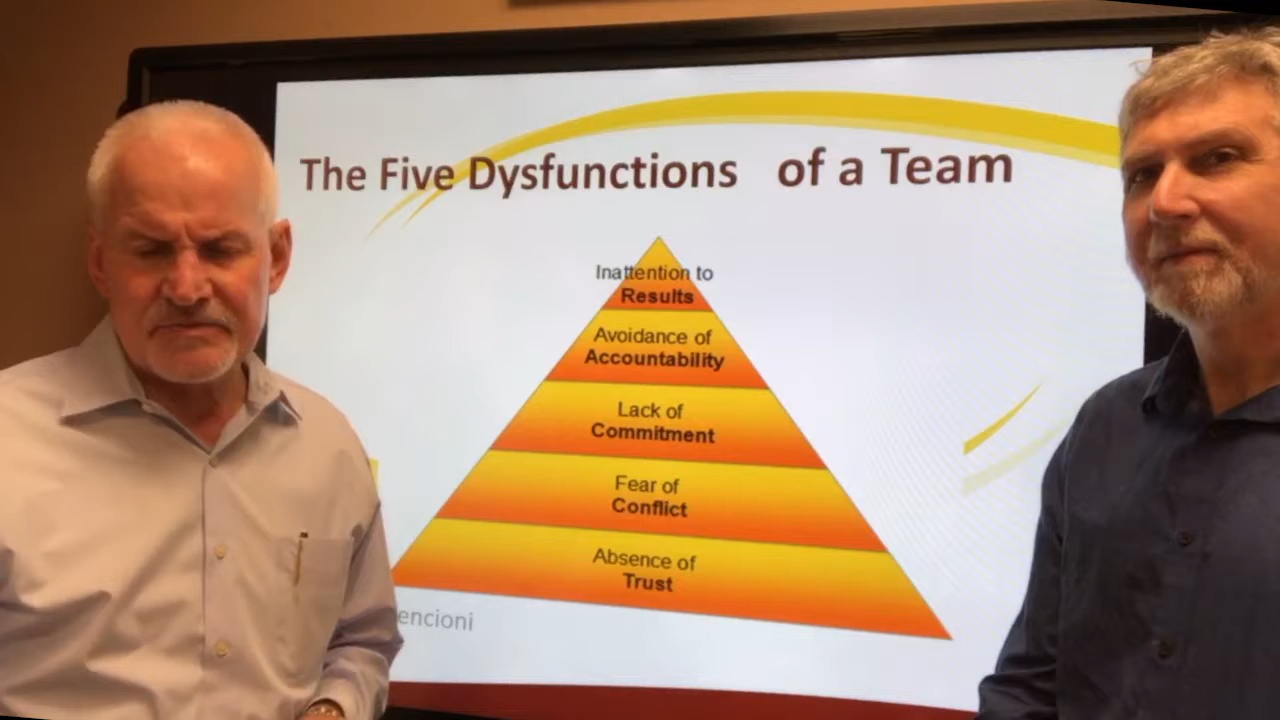 The Five Dysfunctions of a Team
Inattention to
Results
Avoidance of
Accountability
Lack of
Commitment
Fear of
Conflict
Absence of
Trust
encioni